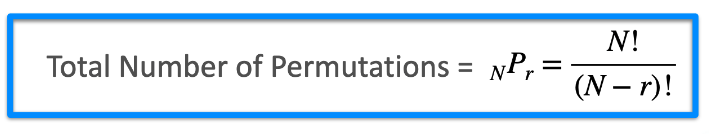 Total Number of Permutations = NPr = N! / (N – r)!